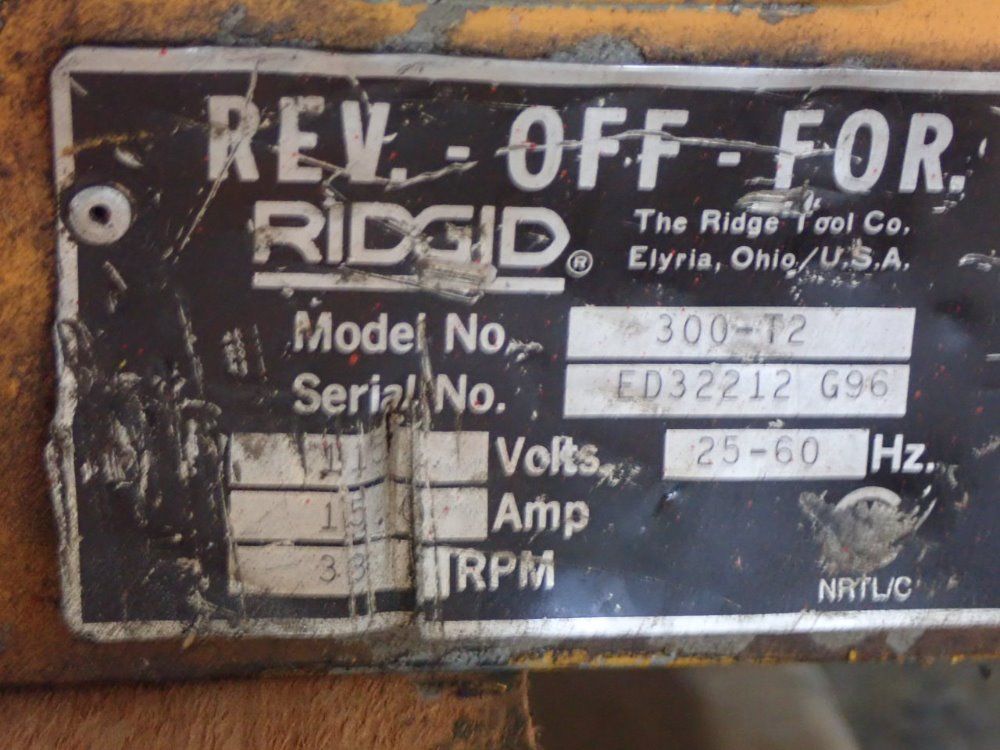 REV. - OFF - FOR.
RIDGID®
The Ridge Tool Co.
Elyria, Ohio/U.S.A.
Model No. 300-T2
Serial No. ED32212 G96
Volts 25-60 Hz.
Amp
RPM
NRTL/C